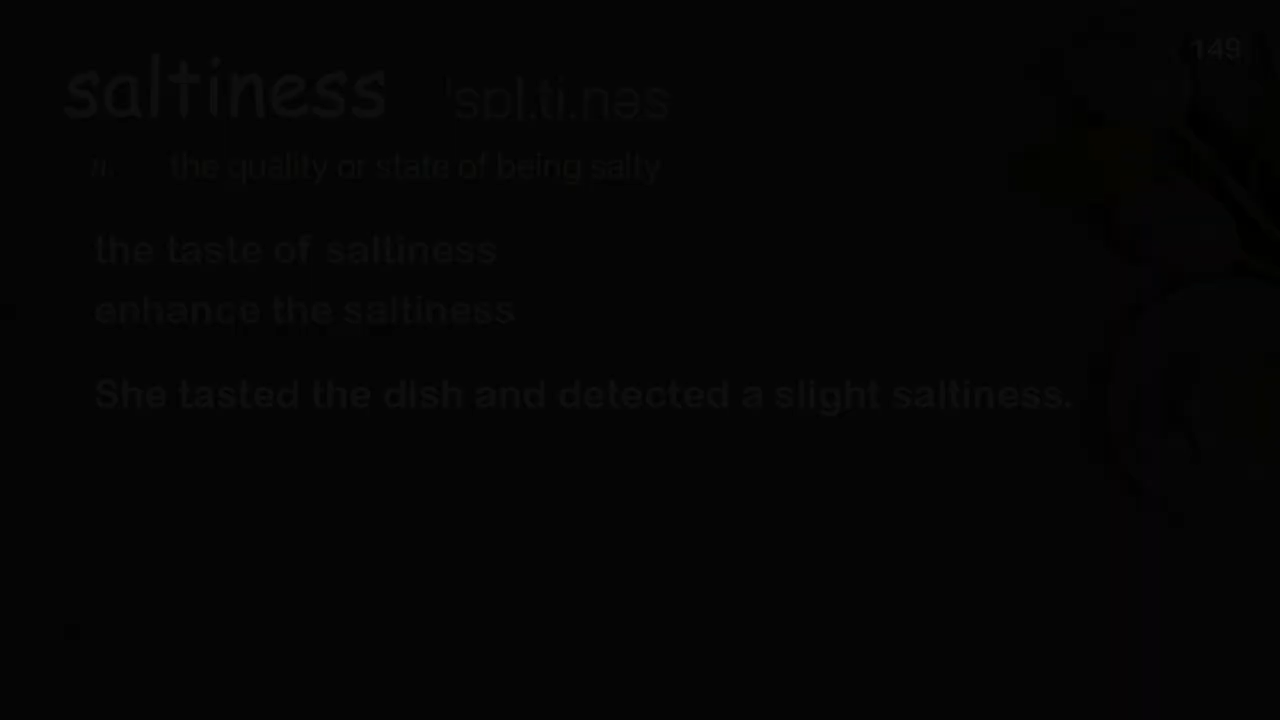 149
saltiness ˈsɒl.ti.nəs
n. the quality or state of being salty
the taste of saltiness
enhance the saltiness
She tasted the dish and detected a slight saltiness.